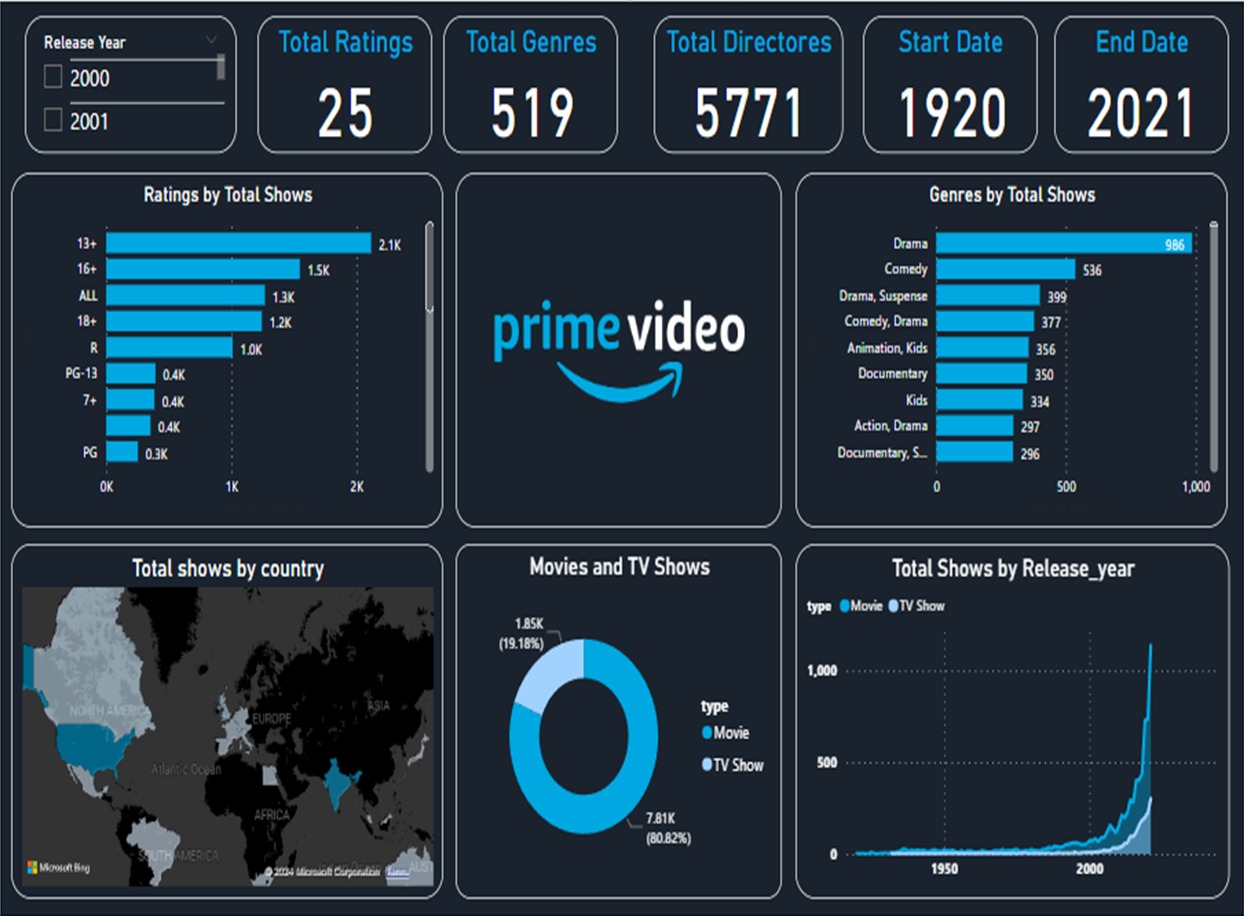 Release Year
2000
2001
Total Ratings
25
Total Genres
519
Total Directores
5771
Start Date
1920
End Date
2021
Ratings by Total Shows
13+ 2.1K
16+ 1.5K
ALL 1.3K
18+ 1.2K
R 1.0K
PG-13 0.4K
7+ 0.4K
0.4K
PG 0.3K
0K 1K 2K
prime video
Genres by Total Shows
Drama 986
Comedy 536
Drama, Suspense 399
Comedy, Drama 377
Animation, Kids 356
Documentary 350
Kids 334
Action, Drama 297
Documentary, S... 296
0 500 1,000
Total shows by country
NORTH AMERICA
EUROPE
ASIA
Atlantic Ocean
AFRICA
SOUTH AMERICA
AUST
Microsoft Bing
© 2024 Microsoft Corporation Terms
Movies and TV Shows
1.85K
(19.18%)
type
Movie
TV Show
7.81K
(80.82%)
Total Shows by Release_year
type Movie TV Show
1,000
500
0
1950 2000